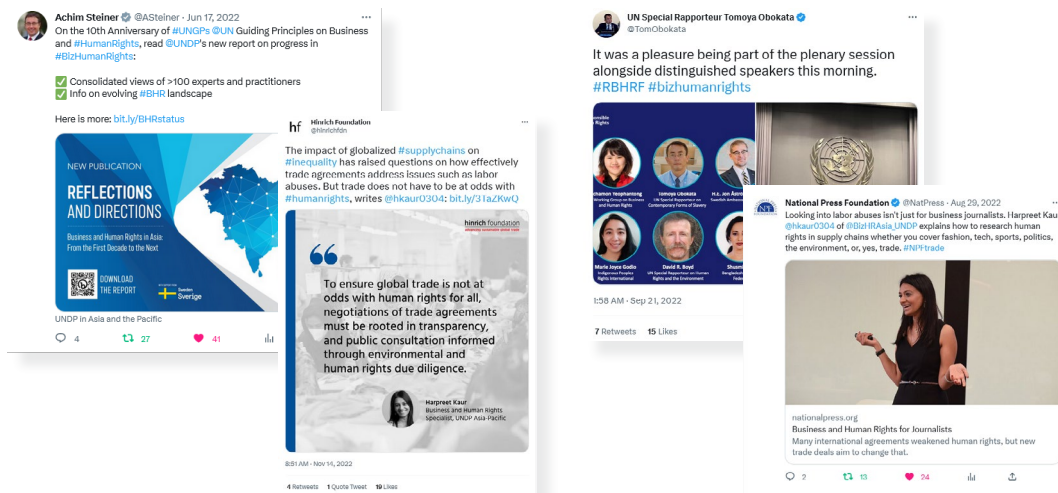 Achim Steiner @ASteiner · Jun 17, 2022
On the 10th Anniversary of #UNGPs @UN Guiding Principles on Business
and #HumanRights, read @UNDP's new report on progress in
#BizHumanRights:
Consolidated views of >100 experts and practitioners
Info on evolving #BHR landscape
Here is more: bit.ly/BHRstatus
NEW PUBLICATION
REFLECTIONS
AND DIRECTIONS
Business and Human Rights in Asia:
From the First Decade to the Next
DOWNLOAD
THE REPORT
Sweden
Sverige
UNDP in Asia and the Pacific
4 27 41
hf Hinrich Foundation
@hinrichfdn
The impact of globalized #supplychains on
#inequality has raised questions on how effectively
trade agreements address issues such as labor
abuses. But trade does not have to be at odds with
#humanrights, writes @hkaur0304: bit.ly/3TaZKwQ
hinrich foundation
advancing sustainable global trade
To ensure global trade is not at
odds with human rights for all,
negotiations of trade agreements
must be rooted in transparency,
and public consultation informed
through environmental and
human rights due diligence.
Harpreet Kaur
Business and Human Rights
Specialist, UNDP Asia-Pacific
8:51 AM · Nov 14, 2022
4 Retweets 1 Quote Tweet 19 Likes
UN Special Rapporteur Tomoya Obokata
@TomObokata
It was a pleasure being part of the plenary session
alongside distinguished speakers this morning.
#RBHRF #bizhumanrights
Tomoya Obokata
UN Special Rapporteur on
Contemporary Forms of Slavery
H.E. Jon Åstr
Swedish Ambassa
Marie Joyce Godio
Indigenous Peoples
Rights International
David R. Boyd
UN Special Rapporteur on Human
Rights and the Environment
1:58 AM · Sep 21, 2022
7 Retweets 15 Likes
National Press Foundation @NatPress · Aug 29, 2022
Looking into labor abuses isn't just for business journalists. Harpreet Kaur
@hkaur0304 of @BizHRAsia_UNDP explains how to research human
rights in supply chains whether you cover fashion, tech, sports, politics,
the environment, or, yes, trade. #NPFtrade
nationalpress.org
Business and Human Rights for Journalists
Many international agreements weakened human rights, but new
trade deals aim to change that.
2 13 24